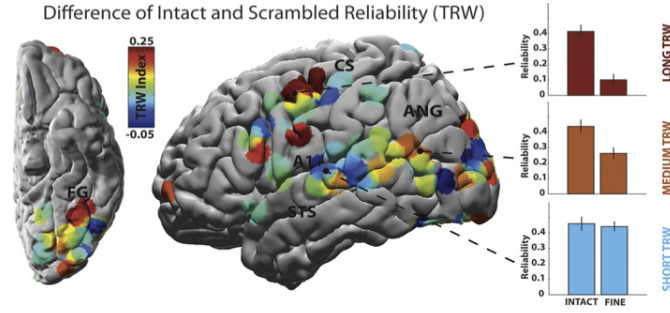 Difference of Intact and Scrambled Reliability (TRW)
0.25
TRW Index
-0.05
FG
CS
ANG
A1
STS
Reliability
0.4
0.3
0.2
0.1
0
LONG TRW
Reliability
0.4
0.3
0.2
0.1
0
MEDIUM TRW
Reliability
0.4
0.3
0.2
0.1
0
INTACT FINE
SHORT TRW